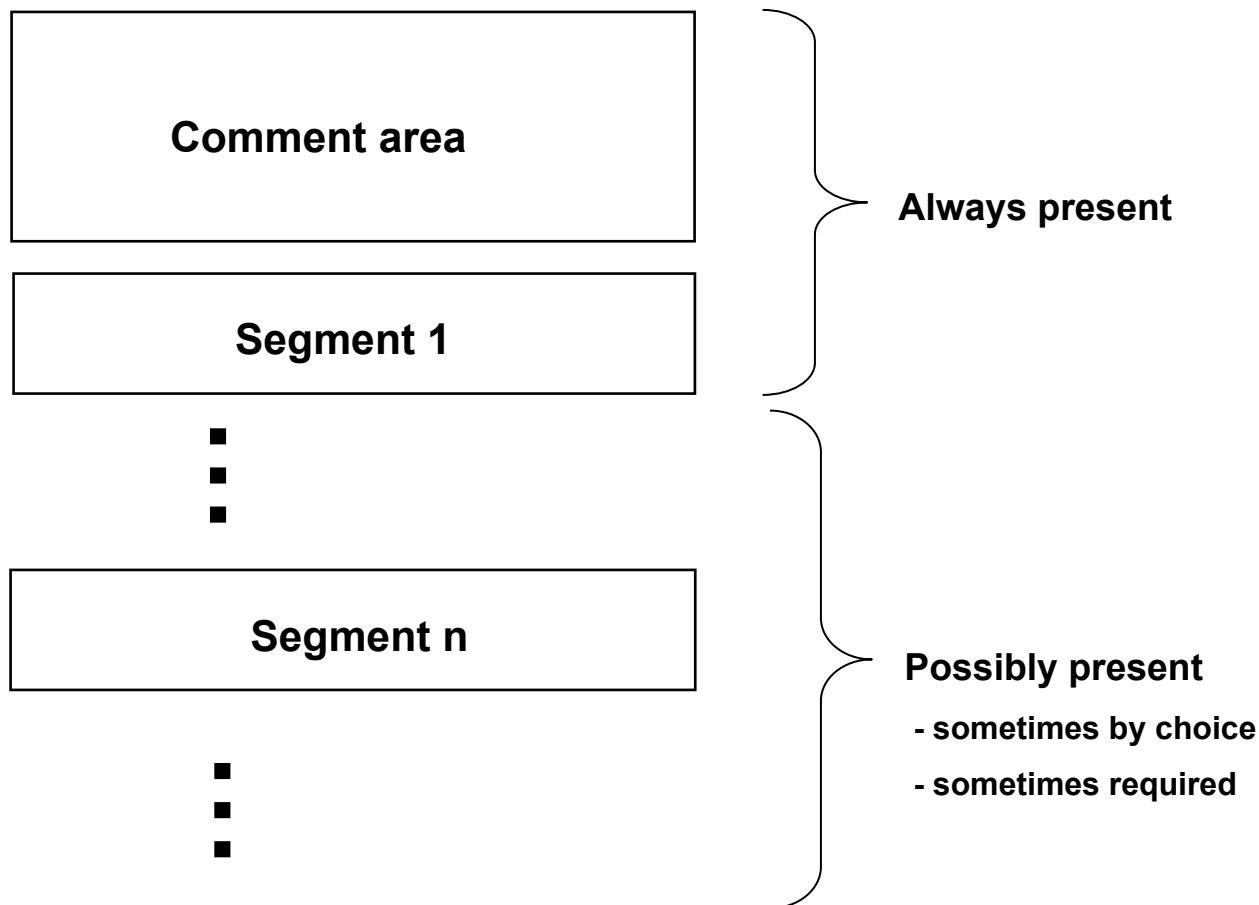 Comment area
Always present
Segment 1
Segment n
Possibly present
- sometimes by choice
- sometimes required